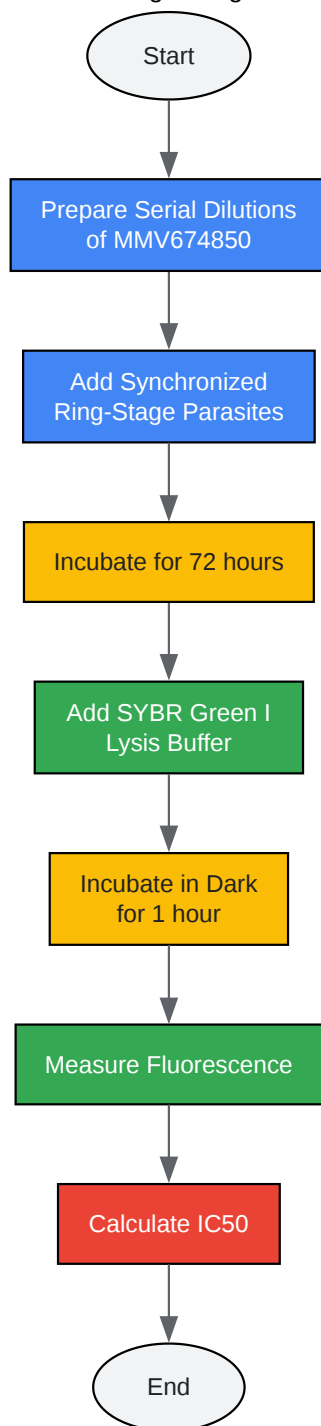 Start
Prepare Serial Dilutions
of MMV674850
Add Synchronized
Ring-Stage Parasites
Incubate for 72 hours
Add SYBR Green I
Lysis Buffer
Incubate in Dark
for 1 hour
Measure Fluorescence
Calculate IC50
End